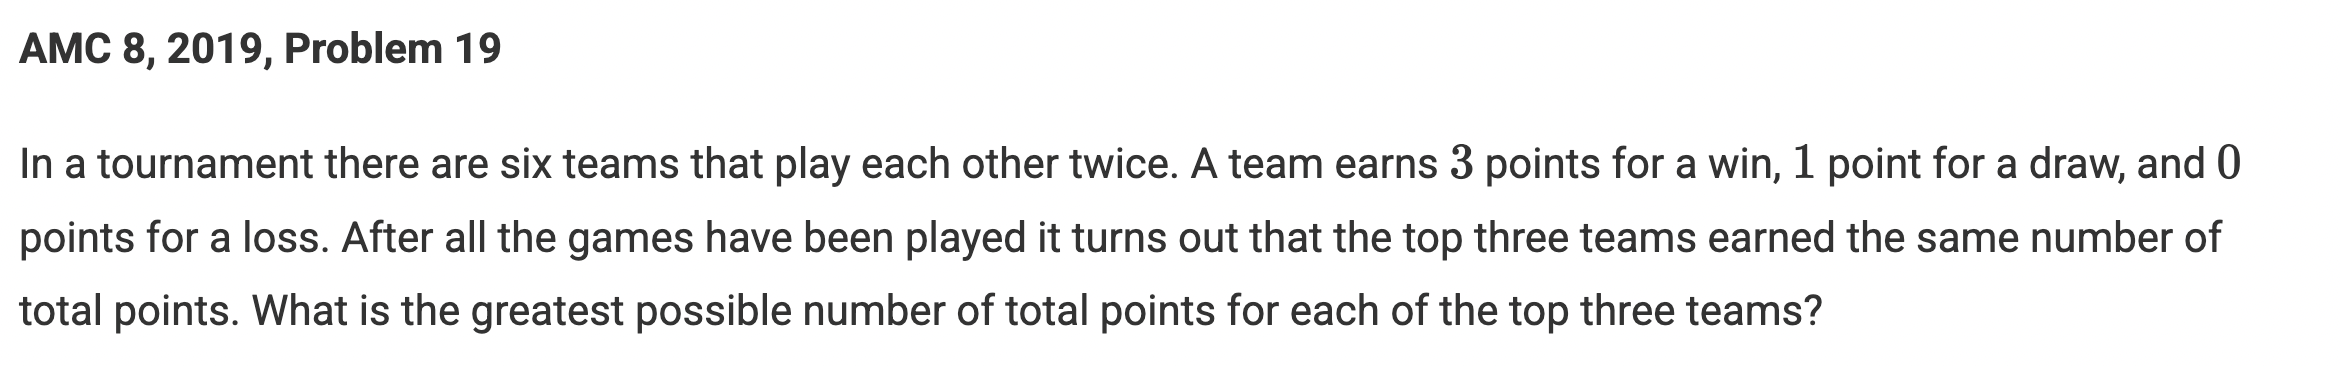 AMC 8, 2019, Problem 19
In a tournament there are six teams that play each other twice. A team earns 3 points for a win, 1 point for a draw, and 0
points for a loss. After all the games have been played it turns out that the top three teams earned the same number of
total points. What is the greatest possible number of total points for each of the top three teams?